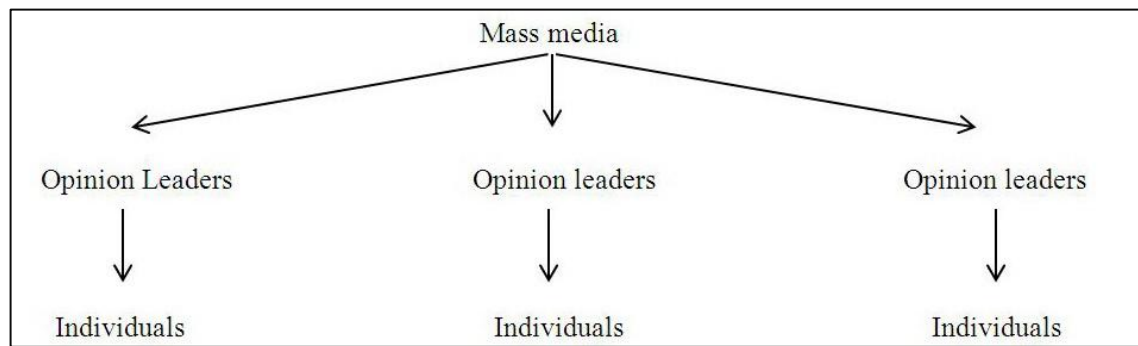 Mass media
Opinion Leaders Opinion leaders Opinion leaders
Individuals Individuals Individuals